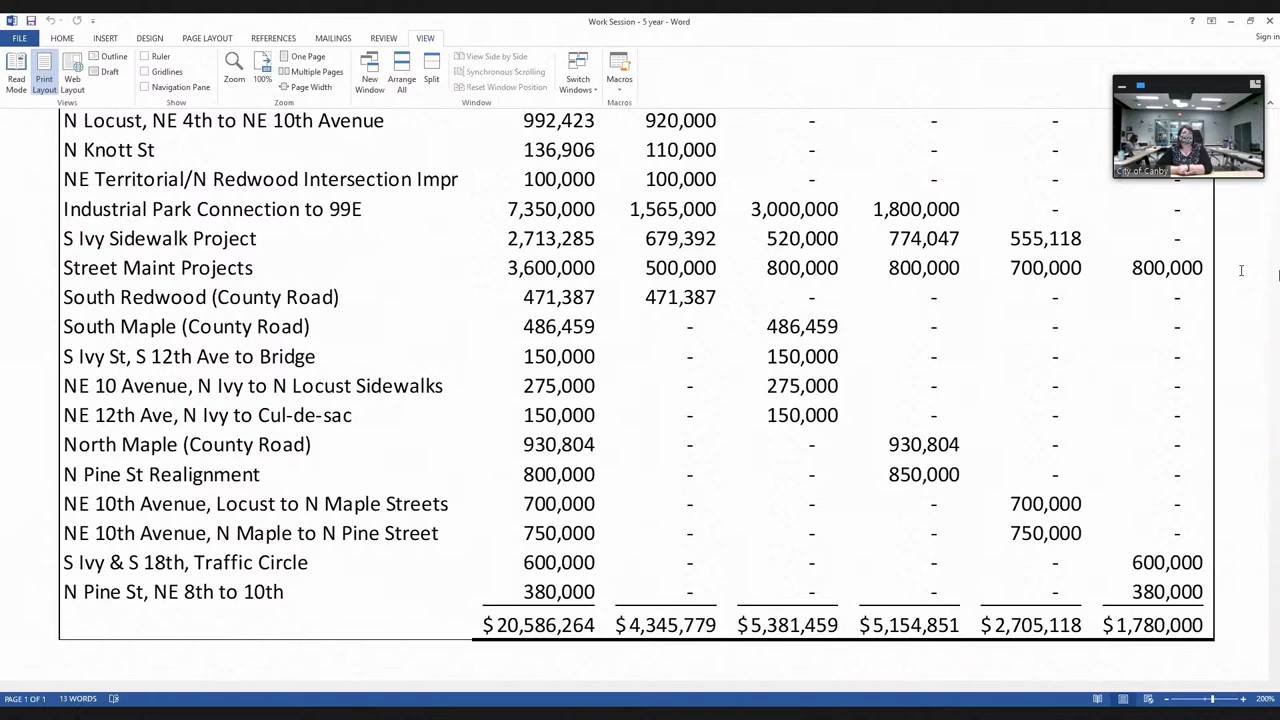 Work Session - 5 year - Word
FILE HOME INSERT DESIGN PAGE LAYOUT REFERENCES MAILINGS REVIEW VIEW Sign in
Read Mode Print Layout Web Layout Outline Draft
Ruler Gridlines Navigation Pane
Zoom 100% One Page Multiple Pages Page Width
New Window Arrange All Split
View Side by Side Synchronous Scrolling Reset Window Position
Switch Windows Macros
Views Show Zoom Window Macros
City of Canby
N Locust, NE 4th to NE 10th Avenue 992,423 920,000 - - -
N Knott St 136,906 110,000 - - -
NE Territorial/N Redwood Intersection Impr 100,000 100,000 - - - -
Industrial Park Connection to 99E 7,350,000 1,565,000 3,000,000 1,800,000 - -
S Ivy Sidewalk Project 2,713,285 679,392 520,000 774,047 555,118 -
Street Maint Projects 3,600,000 500,000 800,000 800,000 700,000 800,000
South Redwood (County Road) 471,387 471,387 - - - -
South Maple (County Road) 486,459 - 486,459 - - -
S Ivy St, S 12th Ave to Bridge 150,000 - 150,000 - - -
NE 10 Avenue, N Ivy to N Locust Sidewalks 275,000 - 275,000 - - -
NE 12th Ave, N Ivy to Cul-de-sac 150,000 - 150,000 - - -
North Maple (County Road) 930,804 - - 930,804 - -
N Pine St Realignment 800,000 - - 850,000 - -
NE 10th Avenue, Locust to N Maple Streets 700,000 - - - 700,000 -
NE 10th Avenue, N Maple to N Pine Street 750,000 - - - 750,000 -
S Ivy & S 18th, Traffic Circle 600,000 - - - - 600,000
N Pine St, NE 8th to 10th 380,000 - - - - 380,000
$ 20,586,264 $ 4,345,779 $ 5,381,459 $ 5,154,851 $ 2,705,118 $ 1,780,000
PAGE 1 OF 1 13 WORDS 200%